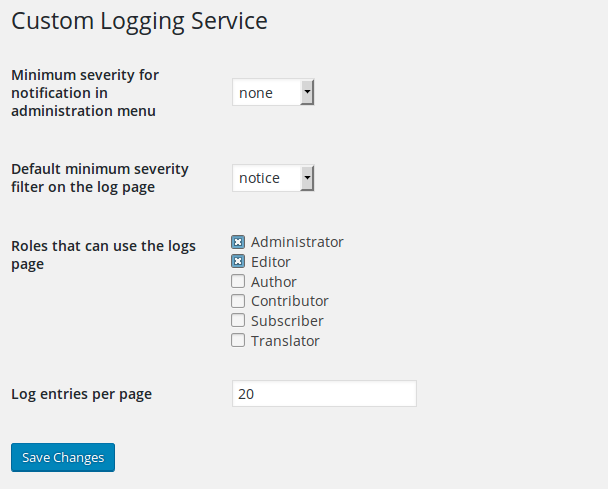 Custom Logging Service
Minimum severity for
notification in
administration menu
none
Default minimum severity
filter on the log page
notice
Roles that can use the logs
page
Administrator
Editor
Author
Contributor
Subscriber
Translator
Log entries per page
20
Save Changes